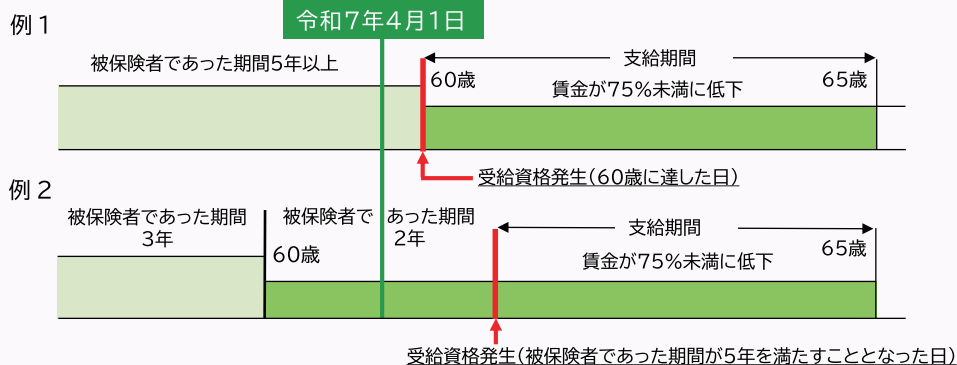 令和7年4月1日
例1
被保険者であった期間5年以上
支給期間
60歳
65歳
賃金が75%未満に低下
受給資格発生(60歳に達した日)
例2
被保険者であった期間
3年
被保険者で あった期間
2年
60歳
支給期間
65歳
賃金が75%未満に低下
受給資格発生(被保険者であった期間が5年を満たすこととなった日)